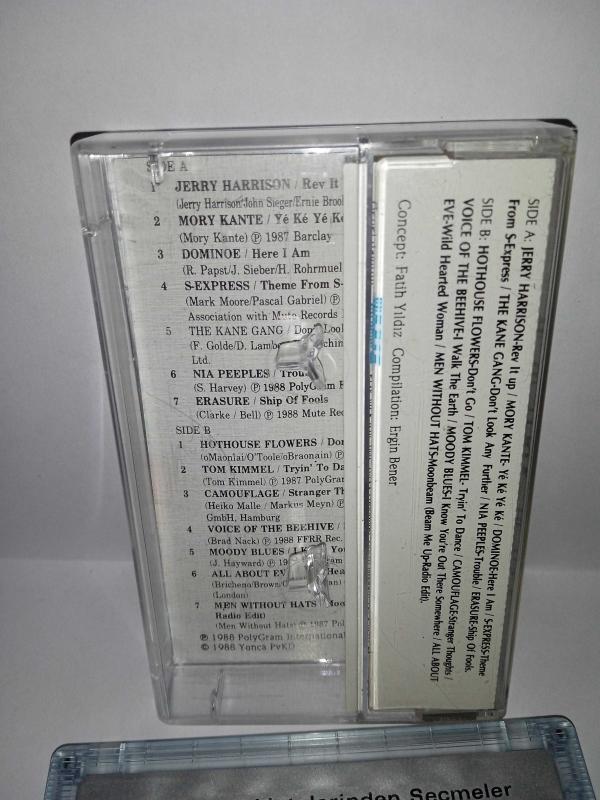 SIDE A
1 JERRY HARRISON / Rev It
(Jerry Harrison/John Sieger/Ernie
2 MORY KANTE / Yé Ké Yé
(Mory Kante) Ⓟ 1987 Barclay
3 DOMINOE / Here I Am
(R. Papst/J. Sieber/H. Rohrmuel
4 S-EXPRESS / Theme From S-
(Mark Moore/Pascal Gabriel) Ⓟ
Association with Mute Records
5 THE KANE GANG / Don't Look
(F. Golde/D. Lamber
Ltd.
6 NIA PEEPLES / Trou
(S. Harvey) Ⓟ 1988 PolyGram
7 ERASURE / Ship Of Fools
(Clarke / Bell) Ⓟ 1988 Mute Rec
SIDE B
1 HOTHOUSE FLOWERS / Don
(oMaonlai/O'Toole/oBraonain) Ⓟ
2 TOM KIMMEL / Tryin' To Da
(Tom Kimmel) Ⓟ 1987 PolyGram
3 CAMOUFLAGE / Stranger Th
(Heiko Malle / Markus Meyn) Ⓟ
GmbH, Hamburg
4 VOICE OF THE BEEHIVE /
(Brad Nack) Ⓟ 1988 FFRR Rec.
5 MOODY BLUES / I Know You
(J. Hayward) Ⓟ
6 ALL ABOUT EV
(Bricheno/Brown/
(London)
7 MEN WITHOUT HATS / Moo
Radio Edit)
(Men Without Hats) Ⓟ 1987
Ⓟ 1988 PolyGram International
© 1988 Yonca PvKD
SIDE A: JERRY HARRISON-Rev It up / MORY KANTE- Yé Ké Yé Ké / DOMINOE-Here I Am / S-EXPRESS-Theme
From S-Express / THE KANE GANG-Don't Look Any Further / NIA PEEPLES-Trouble / ERASURE-Ship Of Fools.
SIDE B: HOTHOUSE FLOWERS-Don't Go / TOM KIMMEL- Tryin' To Dance / CAMOUFLAGE-Stranger Thoughts /
VOICE OF THE BEEHIVE-I Walk The Earth / MOODY BLUES-I Know You're Out There Somewhere / ALL ABOUT
EVE-Wild Hearted Woman / MEN WITHOUT HATS-Moonbean (Beam Me Up-Radio Edit).
Concept: Fatih Yıldız Compilation: Ergin Bener
Seçmeler